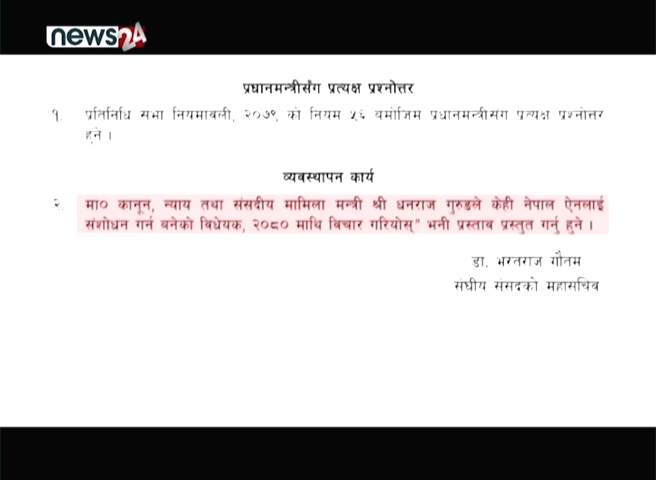 news24
प्रधानमन्त्रीसँग प्रत्यक्ष प्रश्नोत्तर
१. प्रतिनिधि सभा नियमावली, २०७९ को नियम ५६ बमोजिम प्रधानमन्त्रीसँग प्रत्यक्ष प्रश्नोत्तर
हुने ।
व्यवस्थापन कार्य
२. मा० कानून, न्याय तथा संसदीय मामिला मन्त्री श्री धनराज गुरुङले केही नेपाल ऐनलाई
संशोधन गर्न बनेको विधेयक, २०८० माथि विचार गरियोस्" भनी प्रस्ताव प्रस्तुत गर्नु हुने ।
डा. भरतराज गौतम
संघीय संसदको महासचिव